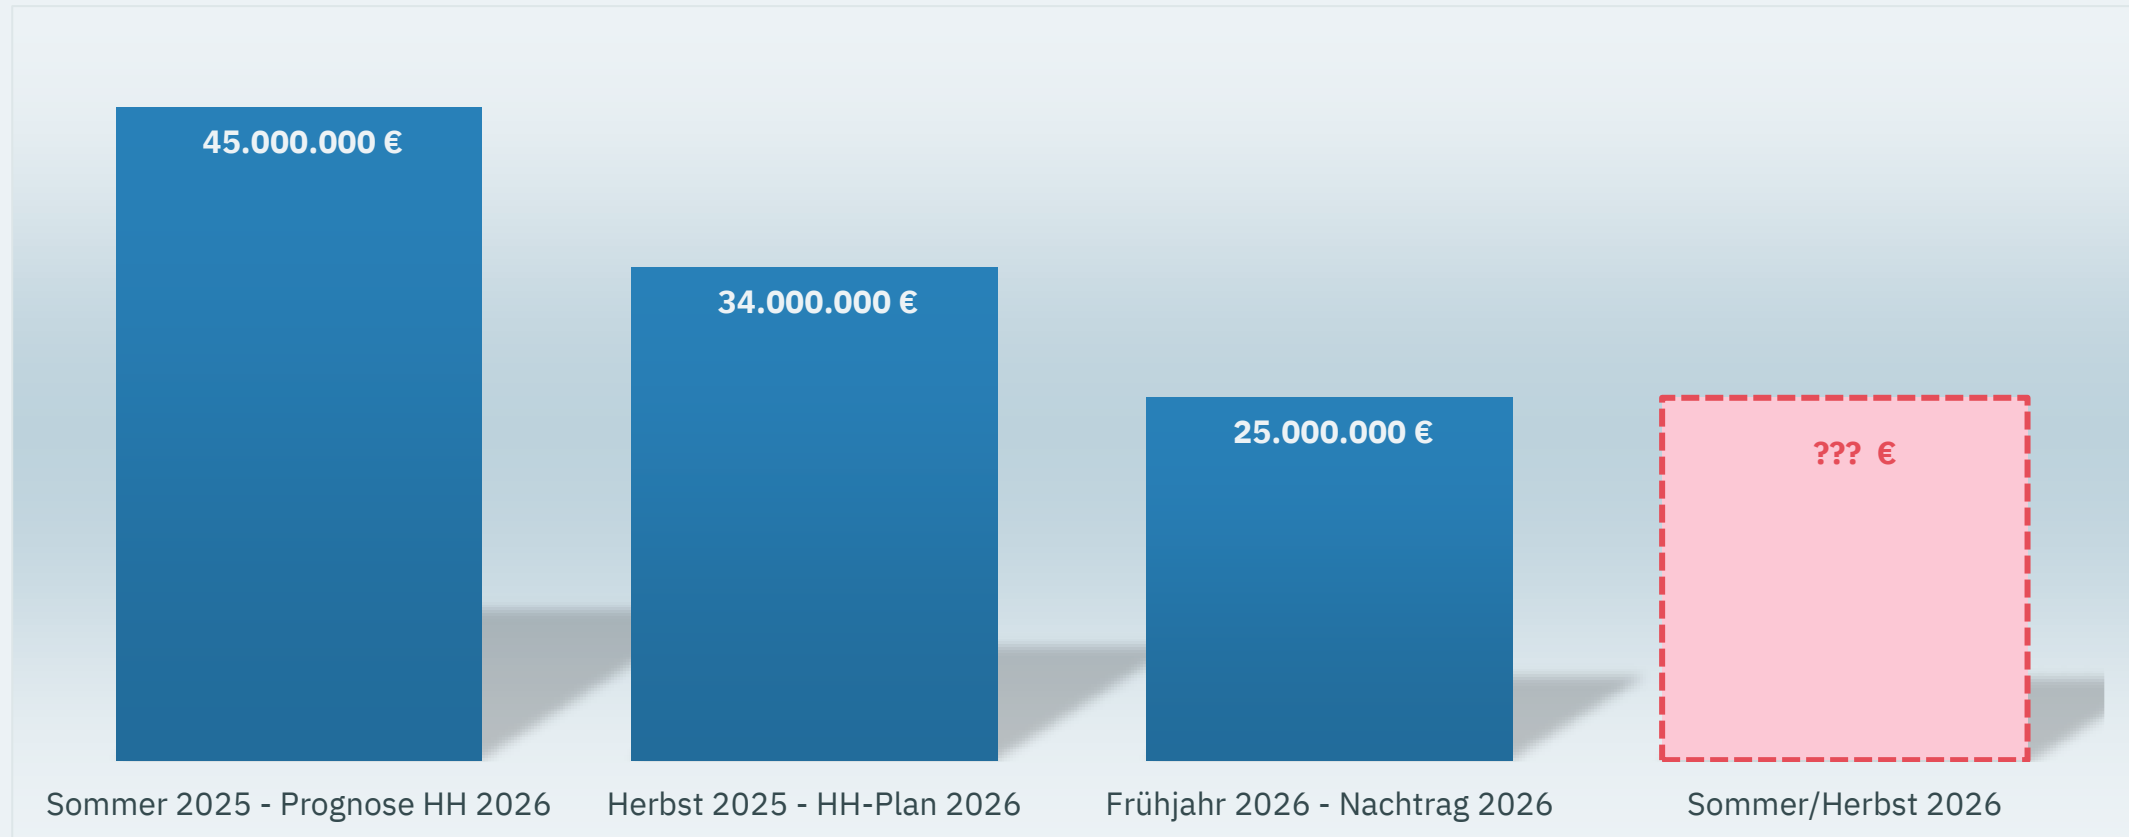 45.000.000 €
34.000.000 €
25.000.000 €
??? €
Sommer 2025 - Prognose HH 2026
Herbst 2025 - HH-Plan 2026
Frühjahr 2026 - Nachtrag 2026
Sommer/Herbst 2026